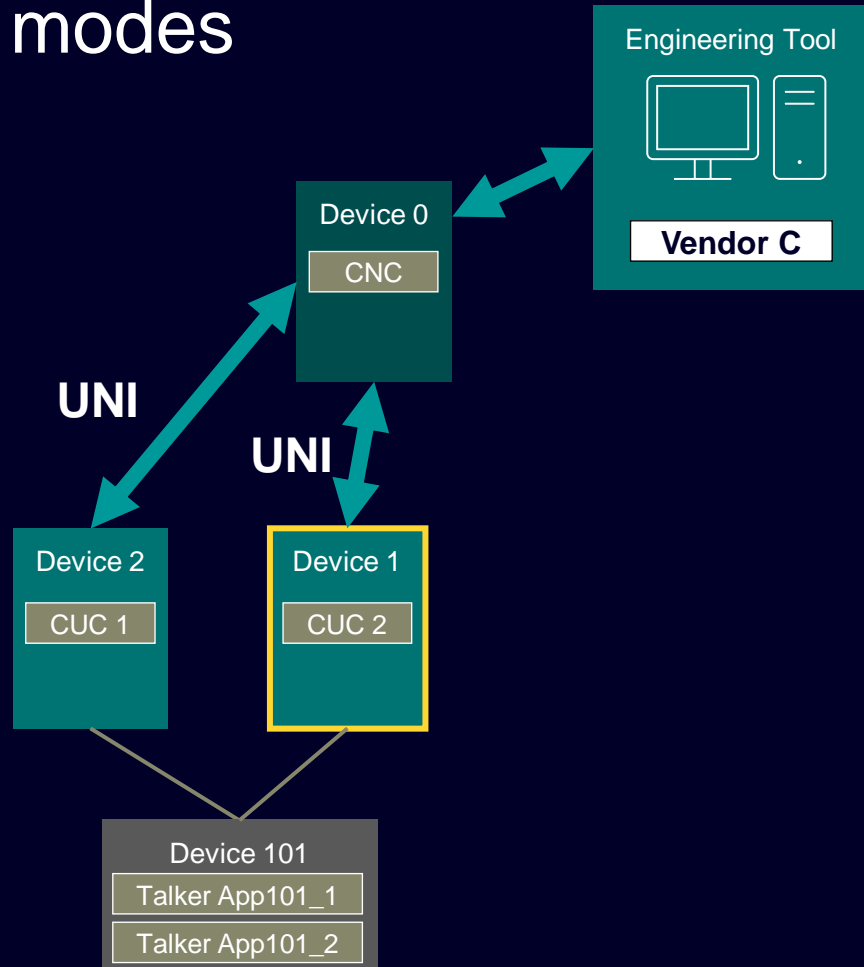 modes
Engineering Tool
Vendor C
Device 0
CNC
UNI
UNI
Device 2
CUC 1
Device 1
CUC 2
Device 101
Talker App101_1
Talker App101_2